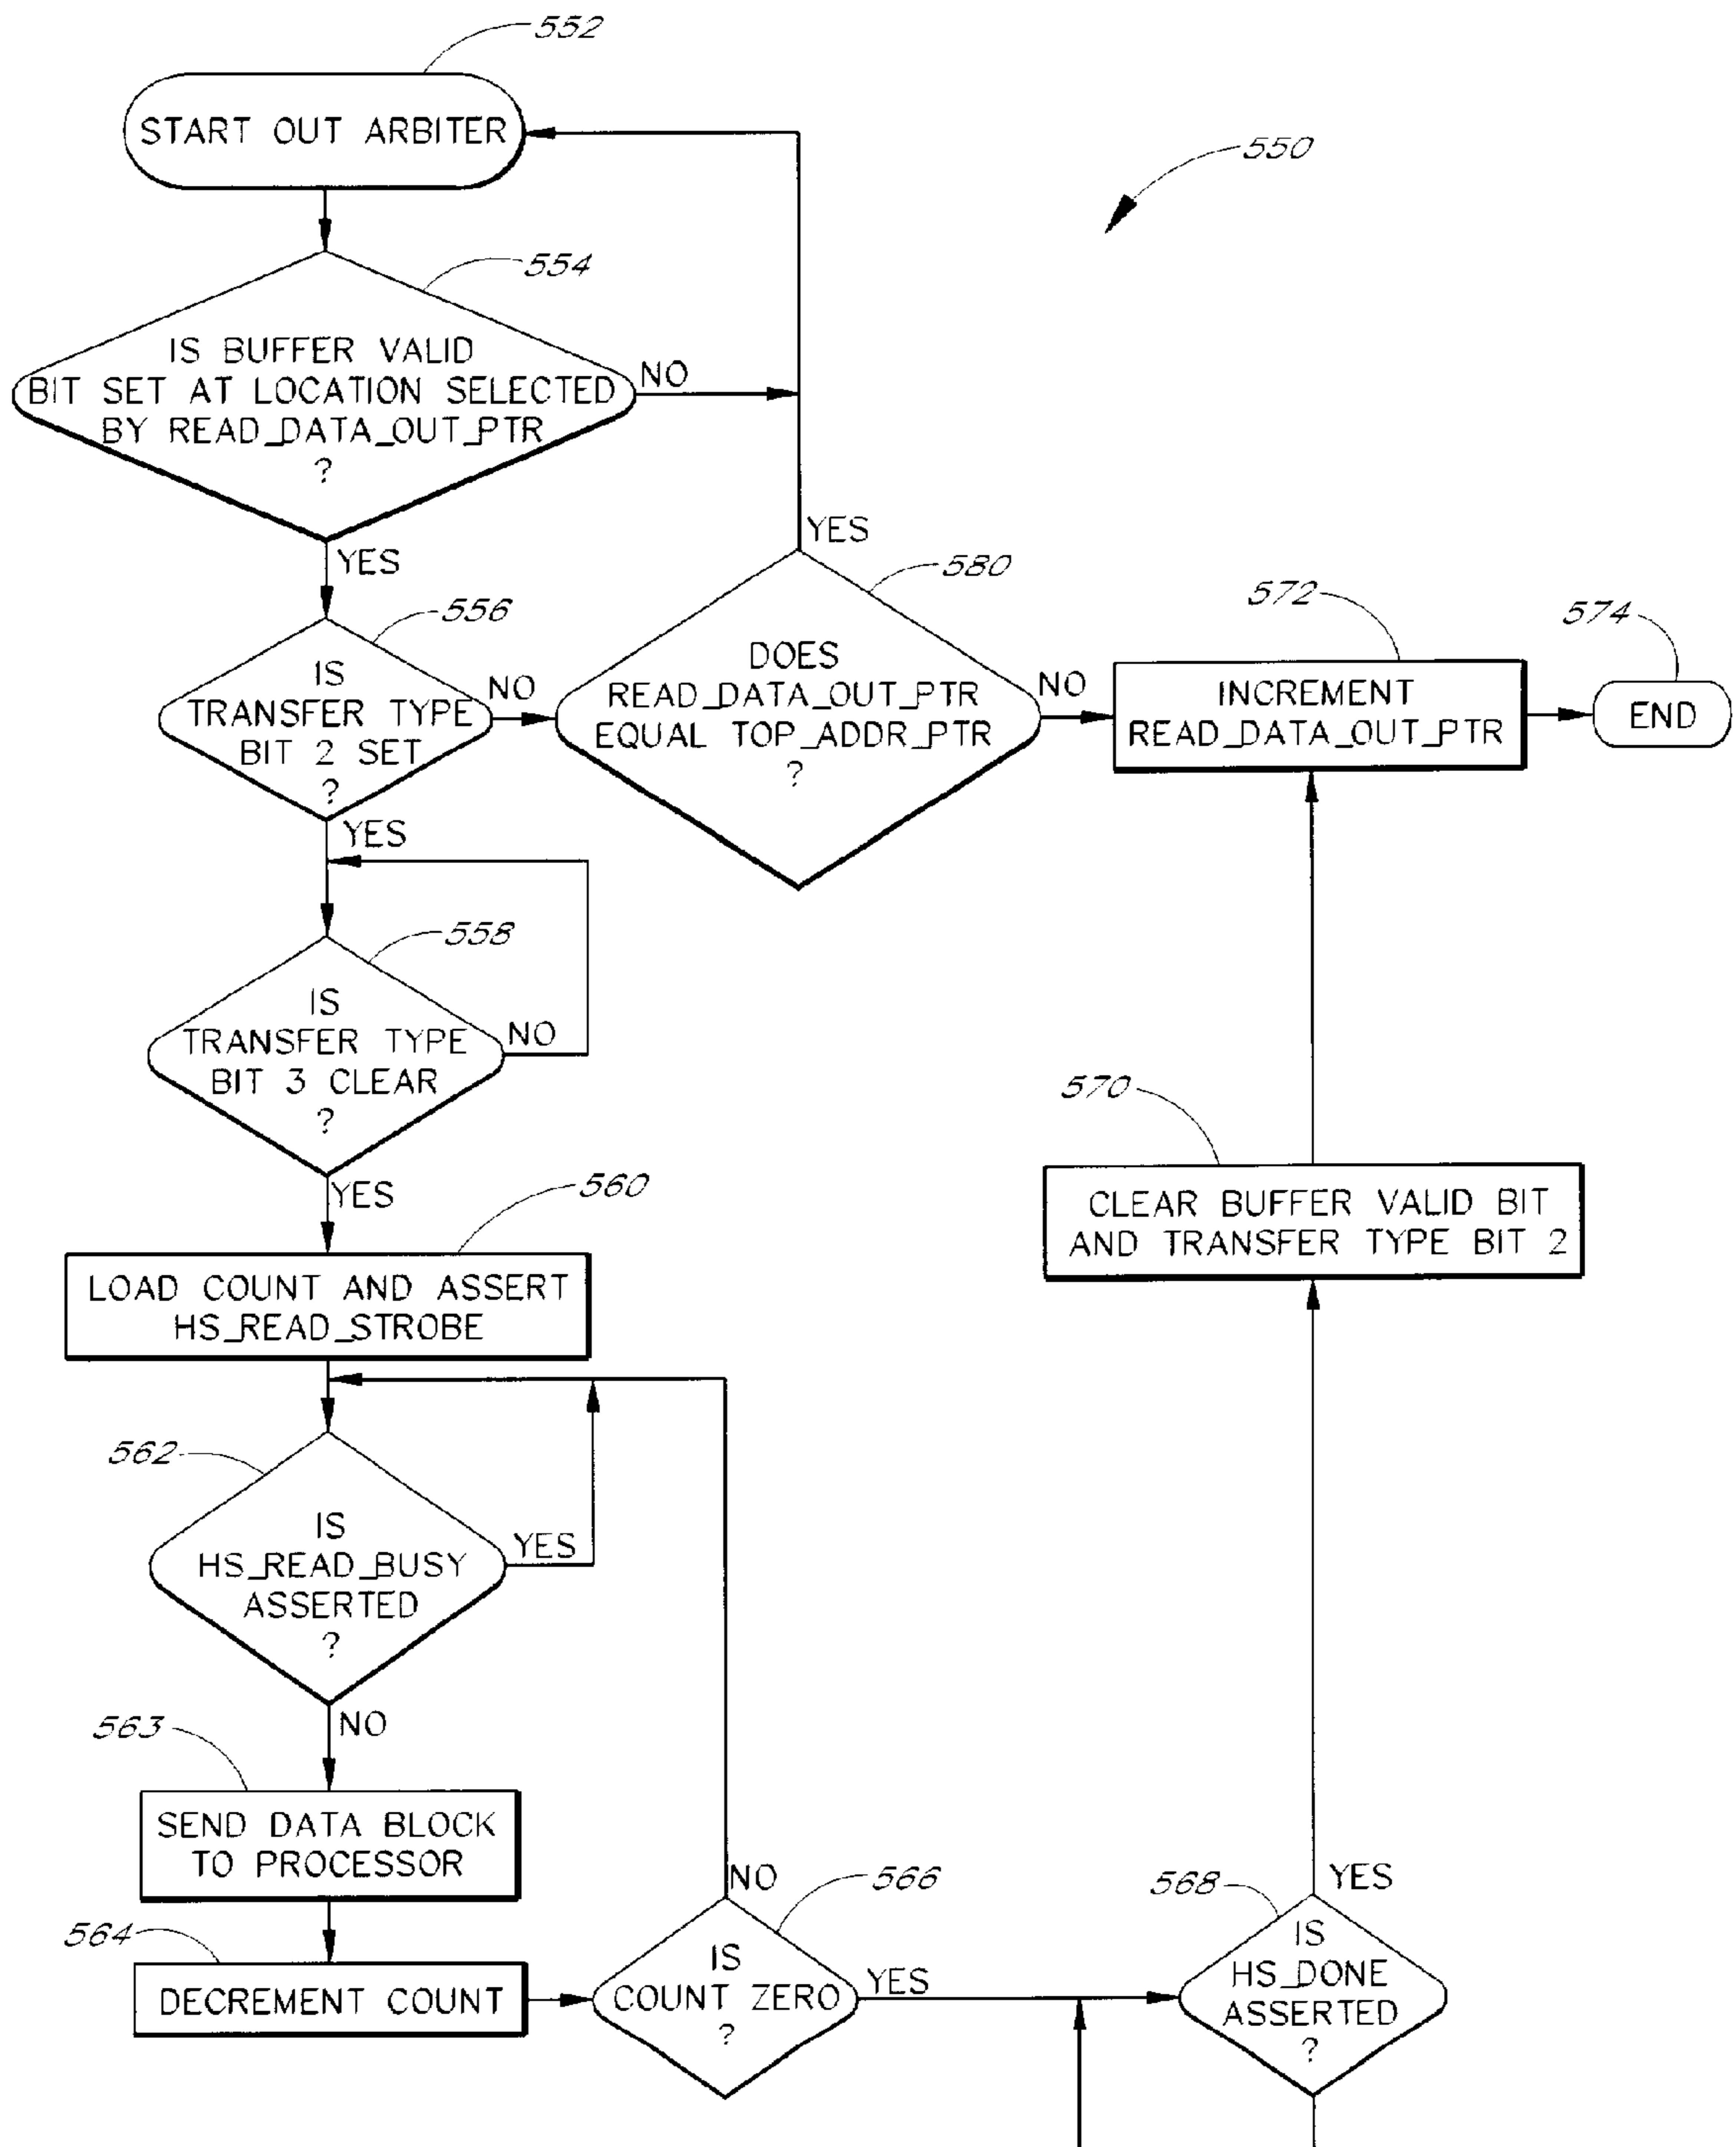 552
START OUT ARBITER
550
554
IS BUFFER VALID
BIT SET AT LOCATION SELECTED
BY READ_DATA_OUT_PTR
?
NO
YES
YES
556
IS
TRANSFER TYPE
BIT 2 SET
?
NO
580
DOES
READ_DATA_OUT_PTR
EQUAL TOP_ADDR_PTR
?
NO
572
INCREMENT
READ_DATA_OUT_PTR
574
END
YES
558
IS
TRANSFER TYPE
BIT 3 CLEAR
?
NO
570
CLEAR BUFFER VALID BIT
AND TRANSFER TYPE BIT 2
YES
560
LOAD COUNT AND ASSERT
HS_READ_STROBE
562
IS
HS_READ_BUSY
ASSERTED
?
YES
NO
563
SEND DATA BLOCK
TO PROCESSOR
564
DECREMENT COUNT
NO
566
IS
COUNT ZERO
?
YES
568
YES
IS
HS_DONE
ASSERTED
?